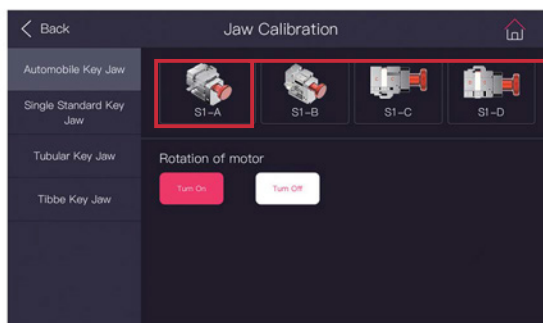 Back
Jaw Calibration
Automobile Key Jaw
Single Standard Key
Jaw
Tubular Key Jaw
Tibbe Key Jaw
S1-A
S1-B
S1-C
S1-D
Rotation of motor
Turn On
Turn Off